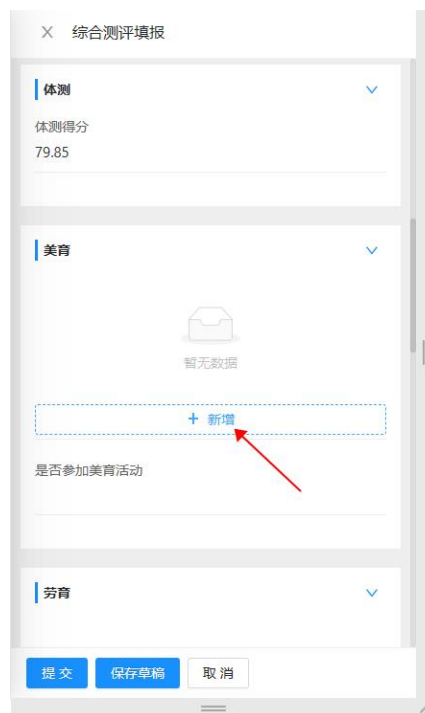 综合测评填报
体测
体测得分
79.85
美育
暂无数据
+ 新增
是否参加美育活动
劳育
提交 保存草稿 取消